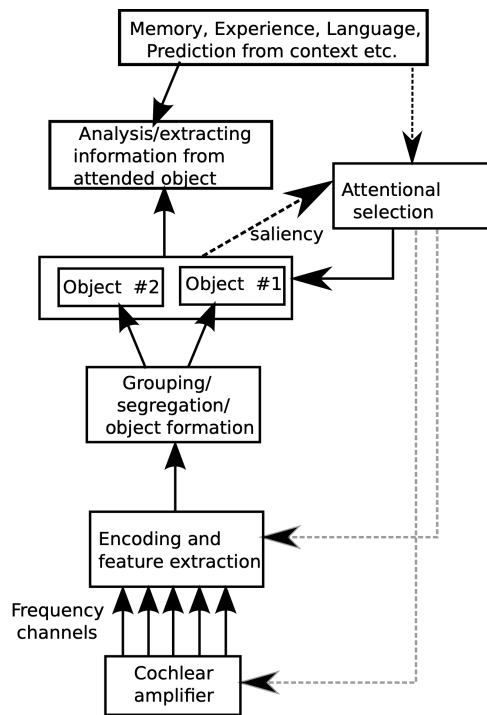 Memory, Experience, Language,
Prediction from context etc.
Analysis/extracting
information from
attended object
Attentional
selection
saliency
Object #2
Object #1
Grouping/
segregation/
object formation
Encoding and
feature extraction
Frequency
channels
Cochlear
amplifier